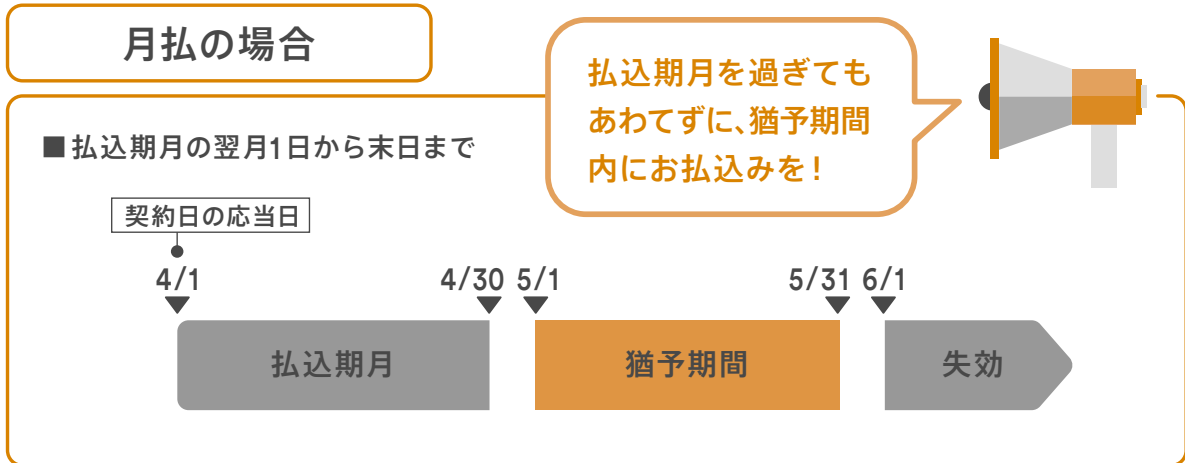 月払の場合
払込期月を過ぎても
あわてずに、猶予期間
内にお払込みを!
■払込期月の翌月1日から末日まで
契約日の応当日
4/1 4/30 5/1 5/31 6/1
払込期月 猶予期間 失効